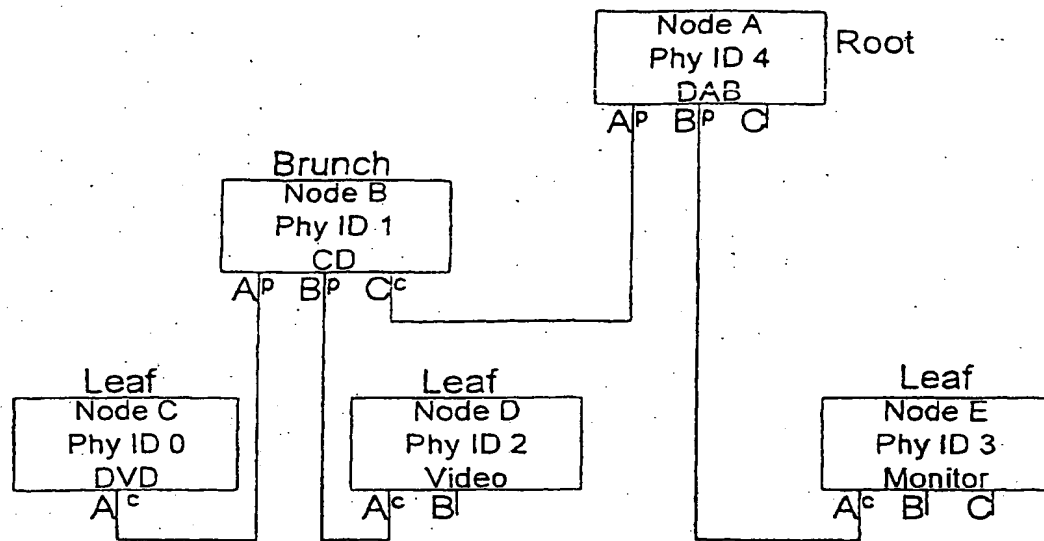 Node A
Phy ID 4
DAB
Root
A p B p C
Brunch
Node B
Phy ID 1
CD
A p B p C c
Leaf
Node C
Phy ID 0
DVD
A c
Leaf
Node D
Phy ID 2
Video
A c B
Leaf
Node E
Phy ID 3
Monitor
A c B C